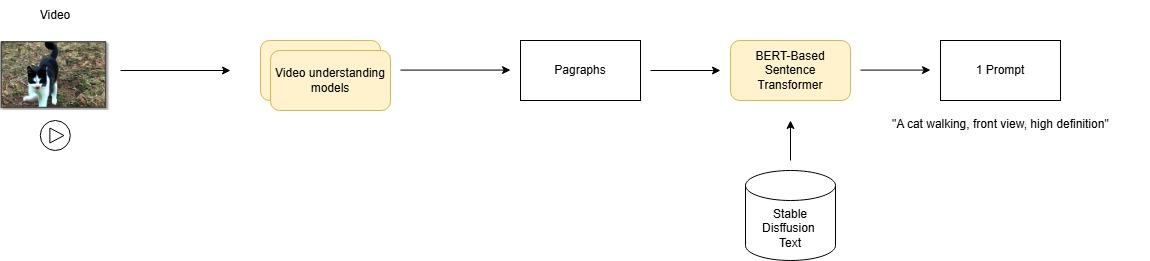 Video
Video understanding
models
Pagraphs
BERT-Based
Sentence
Transformer
1 Prompt
"A cat walking, front view, high definition"
Stable
Disffusion
Text